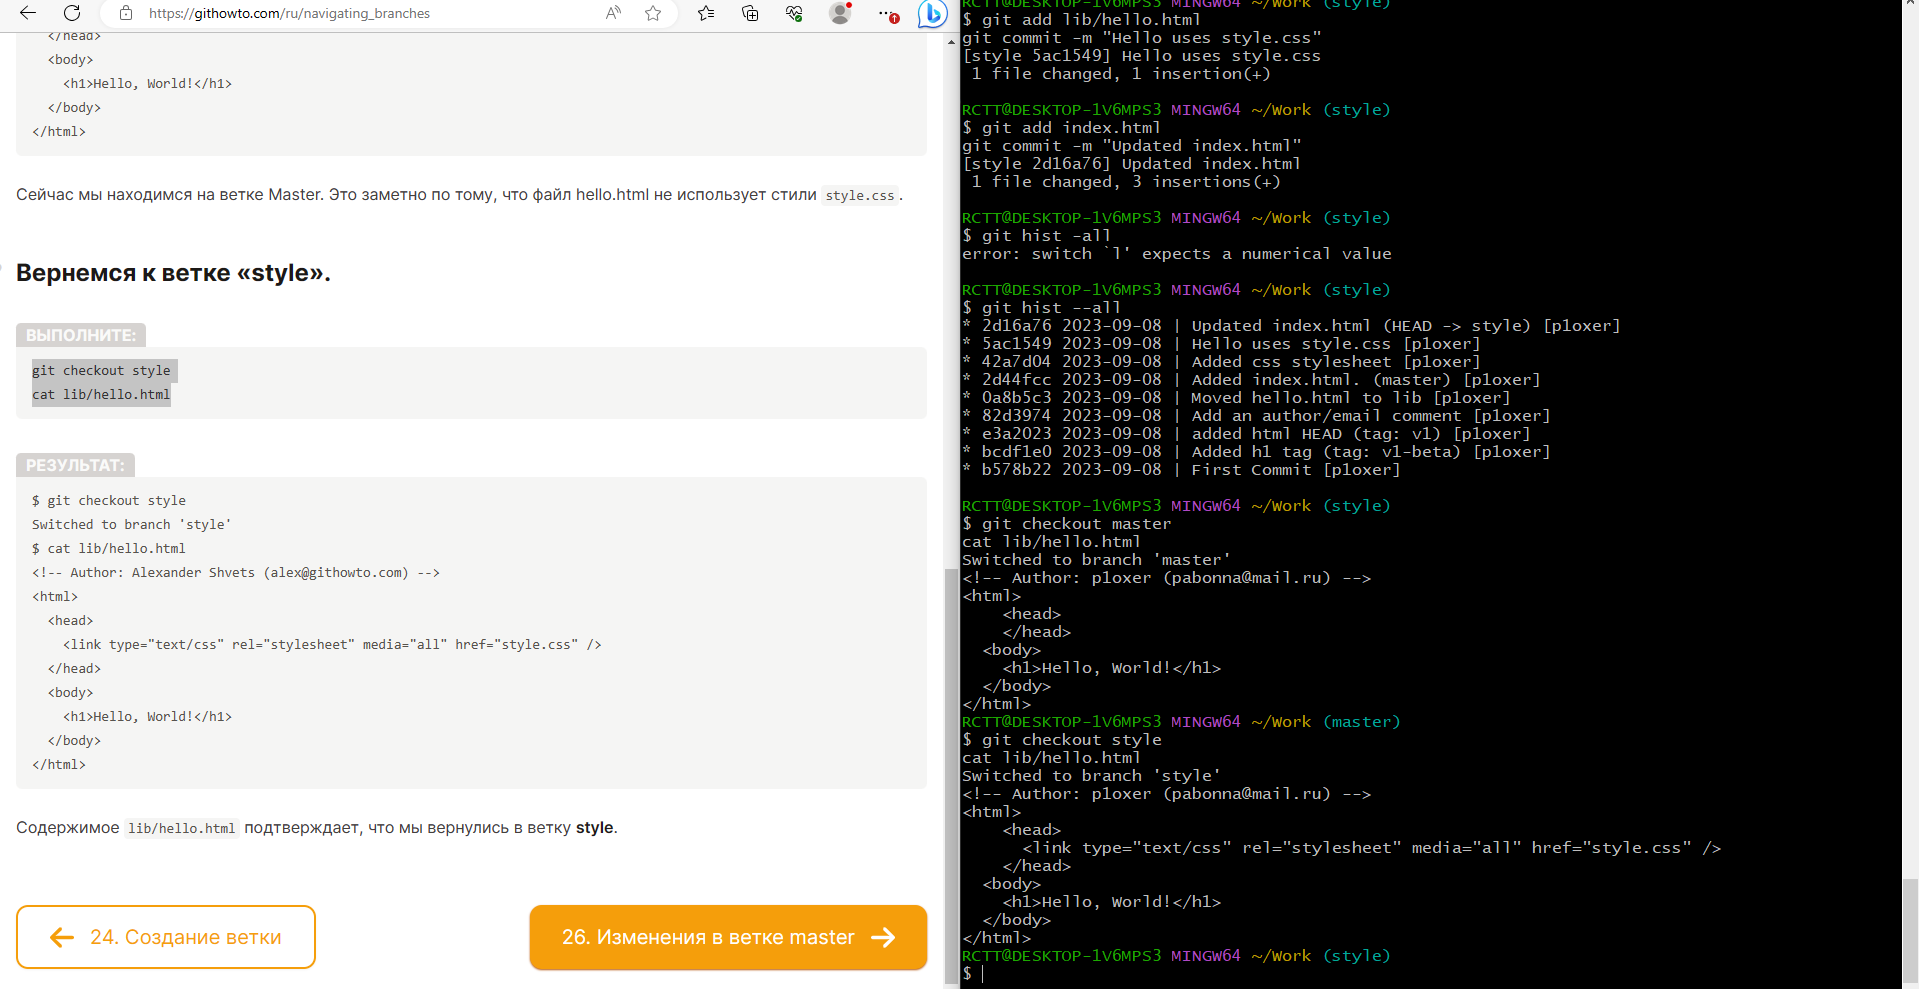 https://githowto.com/ru/navigating_branches
</head>
<body>
<h1>Hello, World!</h1>
</body>
</html>
Сейчас мы находимся на ветке Master. Это заметно по тому, что файл hello.html не использует стили style.css.
Вернемся к ветке «style».
ВЫПОЛНИТЕ:
git checkout style
cat lib/hello.html
РЕЗУЛЬТАТ:
$ git checkout style
Switched to branch 'style'
$ cat lib/hello.html
<!-- Author: Alexander Shvets (alex@githowto.com) -->
<html>
<head>
<link type="text/css" rel="stylesheet" media="all" href="style.css" />
</head>
<body>
<h1>Hello, World!</h1>
</body>
</html>
Содержимое lib/hello.html подтверждает, что мы вернулись в ветку style.
← 24. Создание ветки
26. Изменения в ветке master →
RCTT@DESKTOP-1V6MPS3 MINGW64 ~/Work (style)
$ git add lib/hello.html
git commit -m "Hello uses style.css"
[style 5ac1549] Hello uses style.css
1 file changed, 1 insertion(+)
RCTT@DESKTOP-1V6MPS3 MINGW64 ~/Work (style)
$ git add index.html
git commit -m "Updated index.html"
[style 2d16a76] Updated index.html
1 file changed, 3 insertions(+)
RCTT@DESKTOP-1V6MPS3 MINGW64 ~/Work (style)
$ git hist -all
error: switch `l' expects a numerical value
RCTT@DESKTOP-1V6MPS3 MINGW64 ~/Work (style)
$ git hist --all
* 2d16a76 2023-09-08 | Updated index.html (HEAD -> style) [p1oxer]
* 5ac1549 2023-09-08 | Hello uses style.css [p1oxer]
* 42a7d04 2023-09-08 | Added css stylesheet [p1oxer]
* 2d44fcc 2023-09-08 | Added index.html. (master) [p1oxer]
* 0a8b5c3 2023-09-08 | Moved hello.html to lib [p1oxer]
* 82d3974 2023-09-08 | Add an author/email comment [p1oxer]
* e3a2023 2023-09-08 | added html HEAD (tag: v1) [p1oxer]
* bcdf1e0 2023-09-08 | Added h1 tag (tag: v1-beta) [p1oxer]
* b578b22 2023-09-08 | First Commit [p1oxer]
RCTT@DESKTOP-1V6MPS3 MINGW64 ~/Work (style)
$ git checkout master
cat lib/hello.html
Switched to branch 'master'
<!-- Author: p1oxer (pabonna@mail.ru) -->
<html>
<head>
</head>
<body>
<h1>Hello, World!</h1>
</body>
</html>
RCTT@DESKTOP-1V6MPS3 MINGW64 ~/Work (master)
$ git checkout style
cat lib/hello.html
Switched to branch 'style'
<!-- Author: p1oxer (pabonna@mail.ru) -->
<html>
<head>
<link type="text/css" rel="stylesheet" media="all" href="style.css" />
</head>
<body>
<h1>Hello, World!</h1>
</body>
</html>
RCTT@DESKTOP-1V6MPS3 MINGW64 ~/Work (style)
$